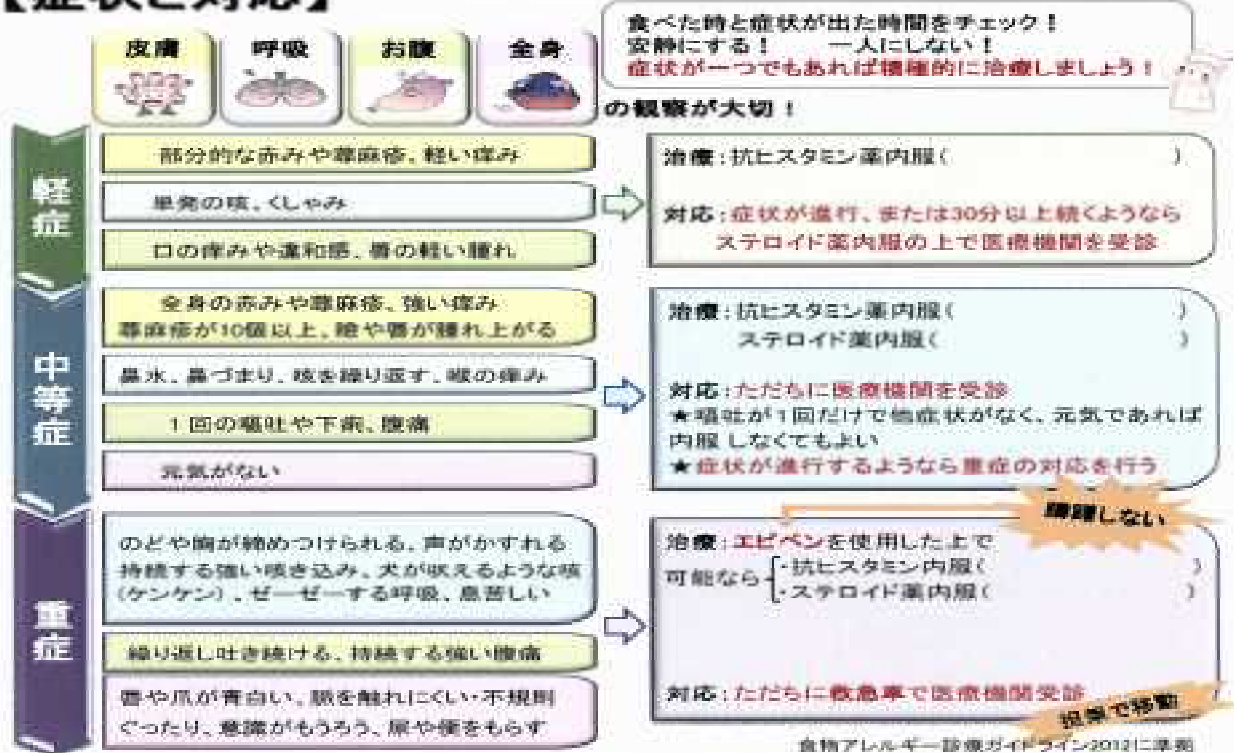 【症状と対応】
食べた時と症状が出た時間をチェック！
安静にする！　一人にしない！
症状が一つでもあれば積極的に治療しましょう！
皮膚
呼吸
お腹
全身
の観察が大切！
軽症
部分的な赤みや蕁麻疹、軽い痒み
単発の咳、くしゃみ
口の痒みや違和感、唇の軽い腫れ
治療：抗ヒスタミン薬内服（　　　）
対応：症状が進行、または30分以上続くようなら
ステロイド薬内服の上で医療機関を受診
中等症
全身の赤みや蕁麻疹、強い痒み
蕁麻疹が10個以上、瞼や唇が腫れ上がる
鼻水、鼻づまり、咳を繰り返す、喉の痒み
１回の嘔吐や下痢、腹痛
元気がない
治療：抗ヒスタミン薬内服（　　　）
ステロイド薬内服（　　　）
対応：ただちに医療機関を受診
★嘔吐が1回だけで他症状がなく、元気であれば
内服しなくてもよい
★症状が進行するようなら重症の対応を行う
重症
のどや胸が締めつけられる、声がかすれる
持続する強い咳き込み、犬が吠えるような咳
（ケンケン）、ゼーゼーする呼吸、息苦しい
繰り返し吐き続ける、持続する強い腹痛
唇や爪が青白い、脈を触れにくい・不規則
ぐったり、意識がもうろう、尿や便をもらす
躊躇しない
治療：エピペンを使用した上で
可能なら
・抗ヒスタミン内服（　　　）
・ステロイド薬内服（　　　）
対応：ただちに救急車で医療機関受診　　）
担架で移動
食物アレルギー診療ガイドライン2012に準拠